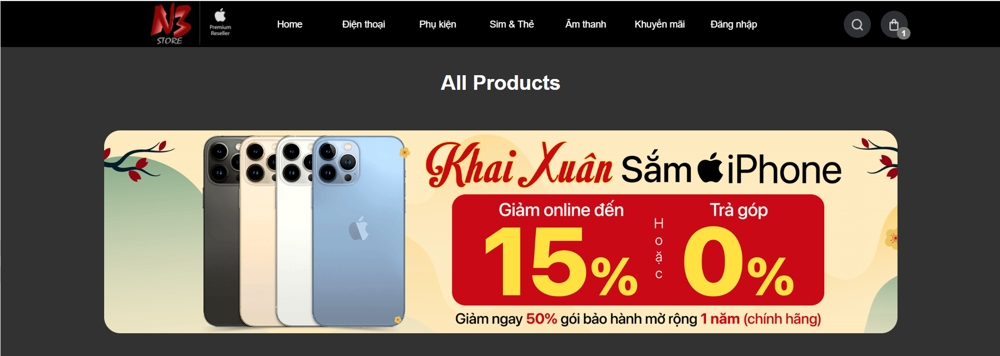 N3
STORE
Premium
Reseller
Home
Điện thoại
Phụ kiện
Sim & Thẻ
Âm thanh
Khuyến mãi
Đăng nhập
1
All Products
Khai Xuân Sắm iPhone
Giảm online đến
15%
Hoặc
Trả góp
0%
Giảm ngay 50% gói bảo hành mở rộng 1 năm (chính hãng)